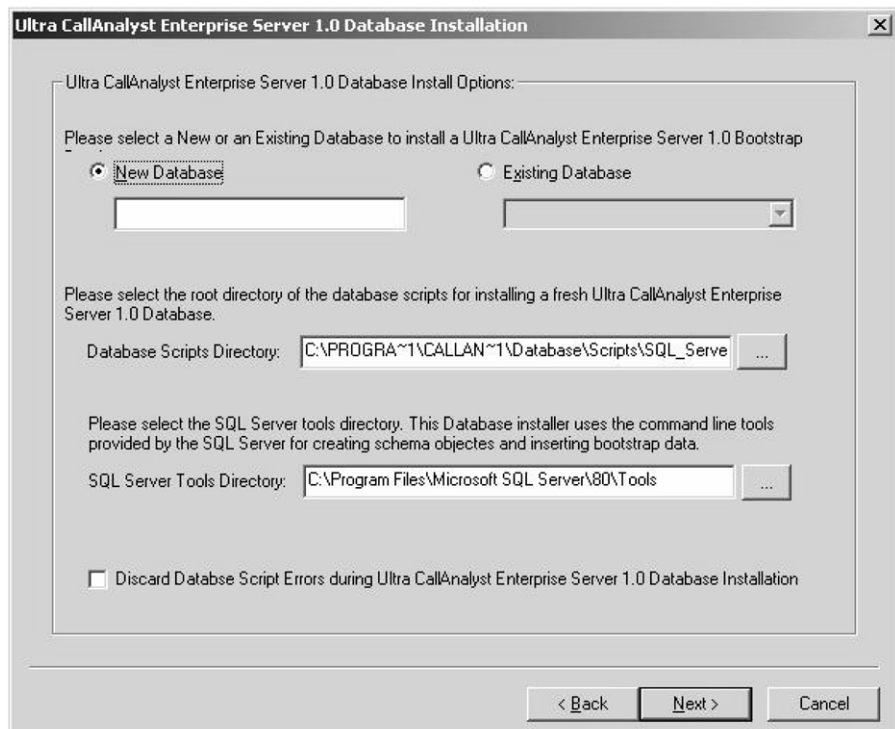 Ultra CallAnalyst Enterprise Server 1.0 Database Installation
Ultra CallAnalyst Enterprise Server 1.0 Database Install Options:
Please select a New or an Existing Database to install a Ultra CallAnalyst Enterprise Server 1.0 Bootstrap
New Database
Existing Database
Please select the root directory of the database scripts for installing a fresh Ultra CallAnalyst Enterprise
Server 1.0 Database.
Database Scripts Directory: C:\PROGRA~1\CALLAN~1\Database\Scripts\SQL_Serve ...
Please select the SQL Server tools directory. This Database installer uses the command line tools
provided by the SQL Server for creating schema objectes and inserting bootstrap data.
SQL Server Tools Directory: C:\Program Files\Microsoft SQL Server\80\Tools ...
Discard Databse Script Errors during Ultra CallAnalyst Enterprise Server 1.0 Database Installation
< Back
Next >
Cancel